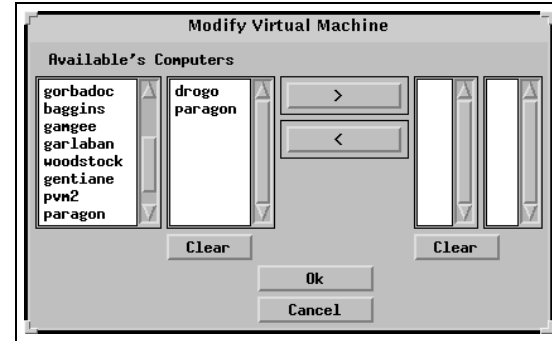 Modify Virtual Machine
Available's Computers
gorbadoc
baggins
gamgee
garlaban
woodstock
gentiane
pvm2
paragon
drogo
paragon
>
<
Clear
Clear
Ok
Cancel